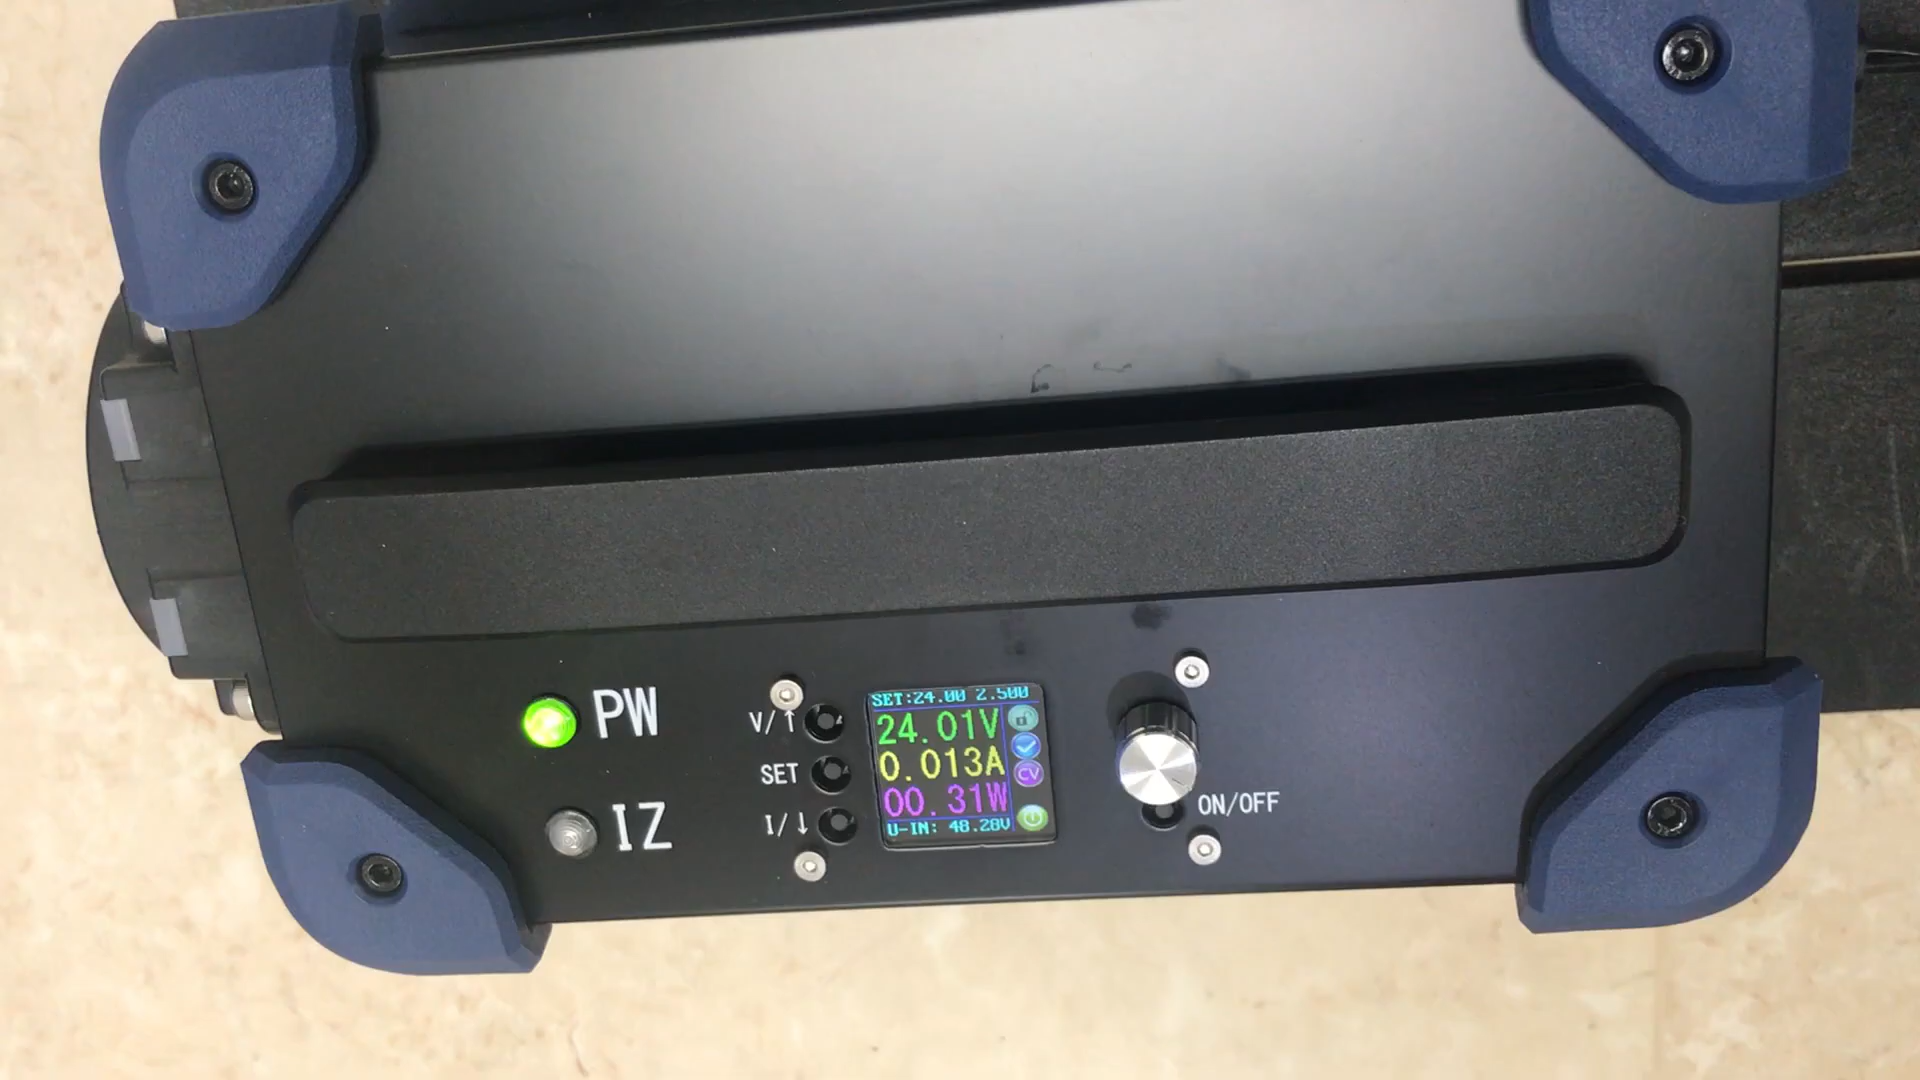 PW
IZ
V/↑
SET
I/↓
SET:24.00 2.500
24.01V
0.013A
CV
00.31W
U-IN: 48.28V
ON/OFF